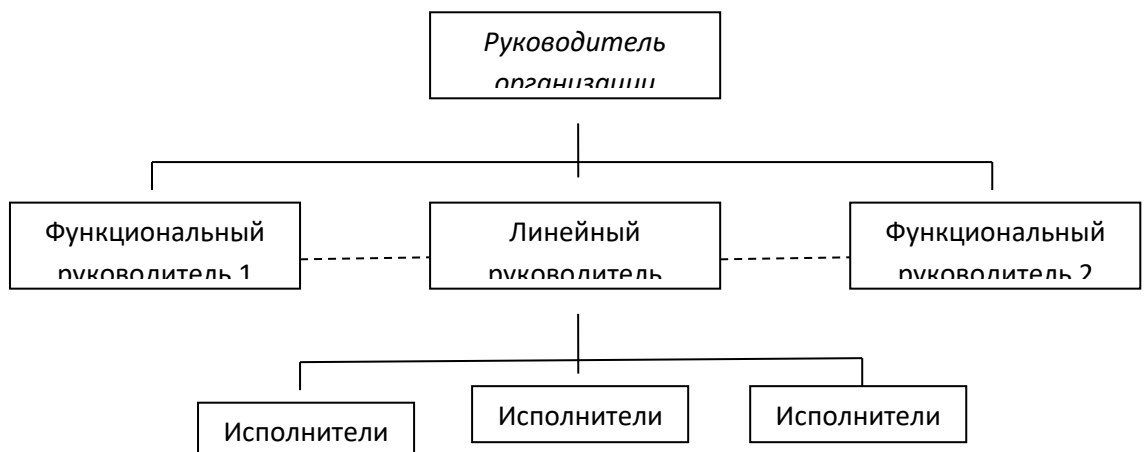 Руководитель
организации
Функциональный
руководитель 1
Линейный
руководитель
Функциональный
руководитель 2
Исполнители
Исполнители
Исполнители